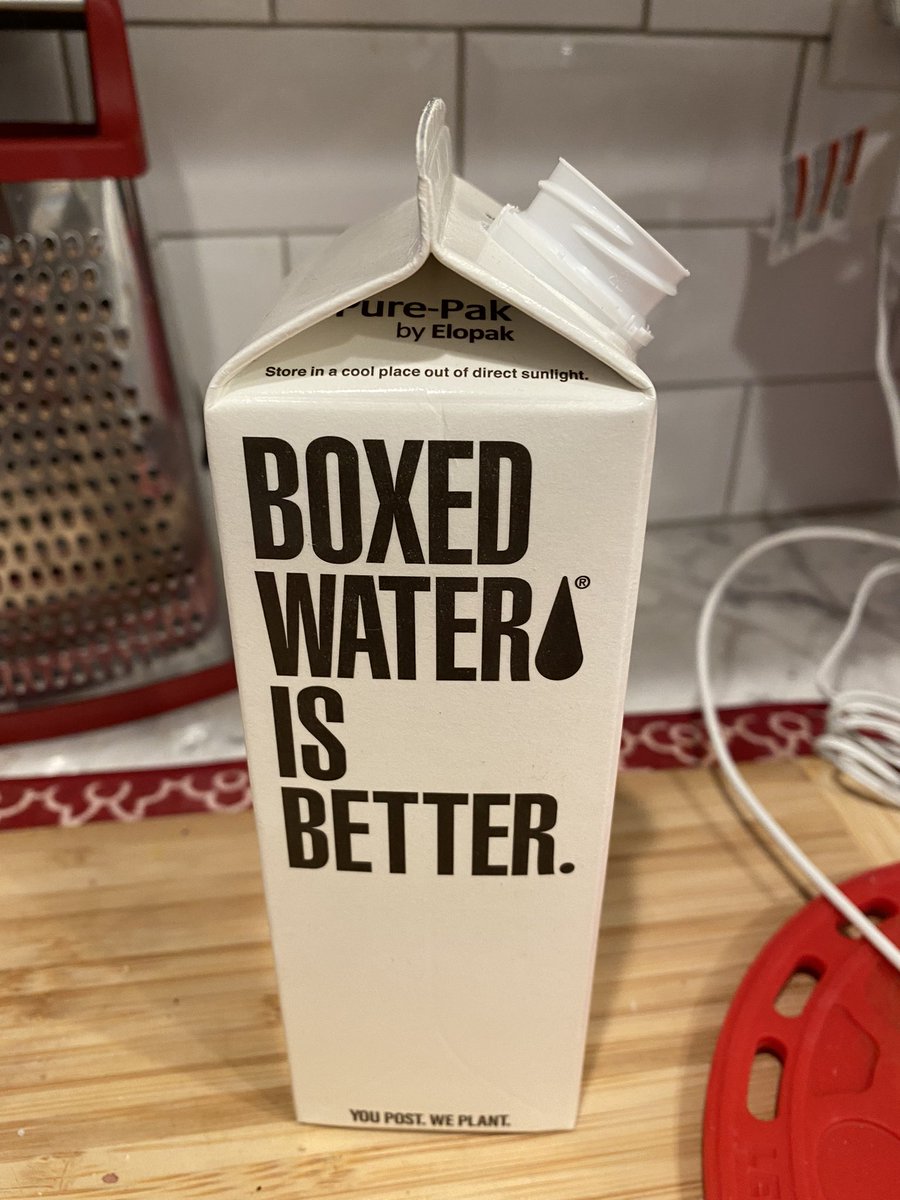 Pure-Pak
by Elopak
Store in a cool place out of direct sunlight.
BOXED
WATER®
IS
BETTER.
YOU POST. WE PLANT.